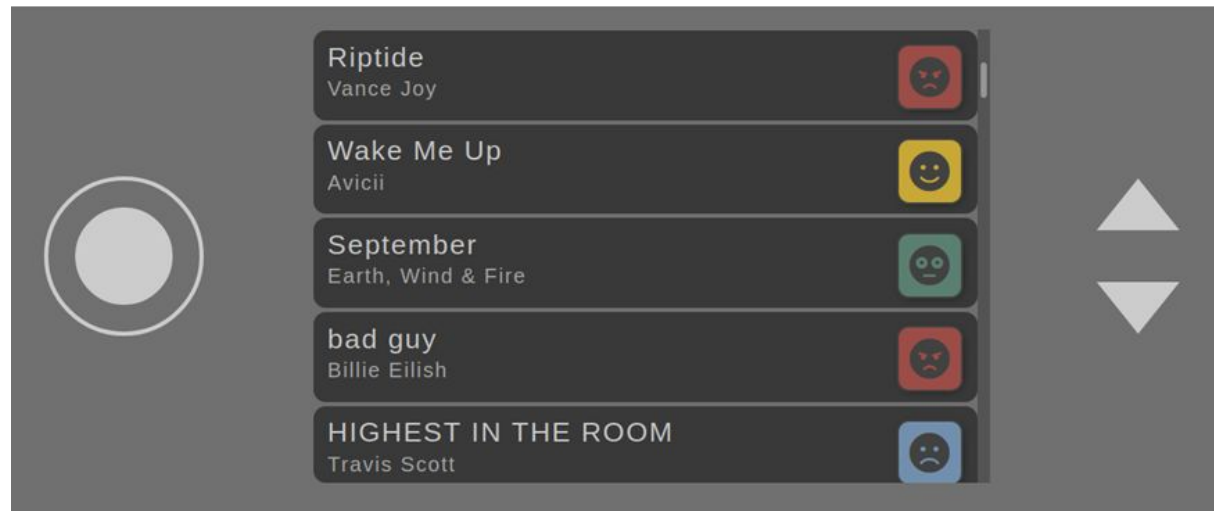 Riptide
Vance Joy
Wake Me Up
Avicii
September
Earth, Wind & Fire
bad guy
Billie Eilish
HIGHEST IN THE ROOM
Travis Scott